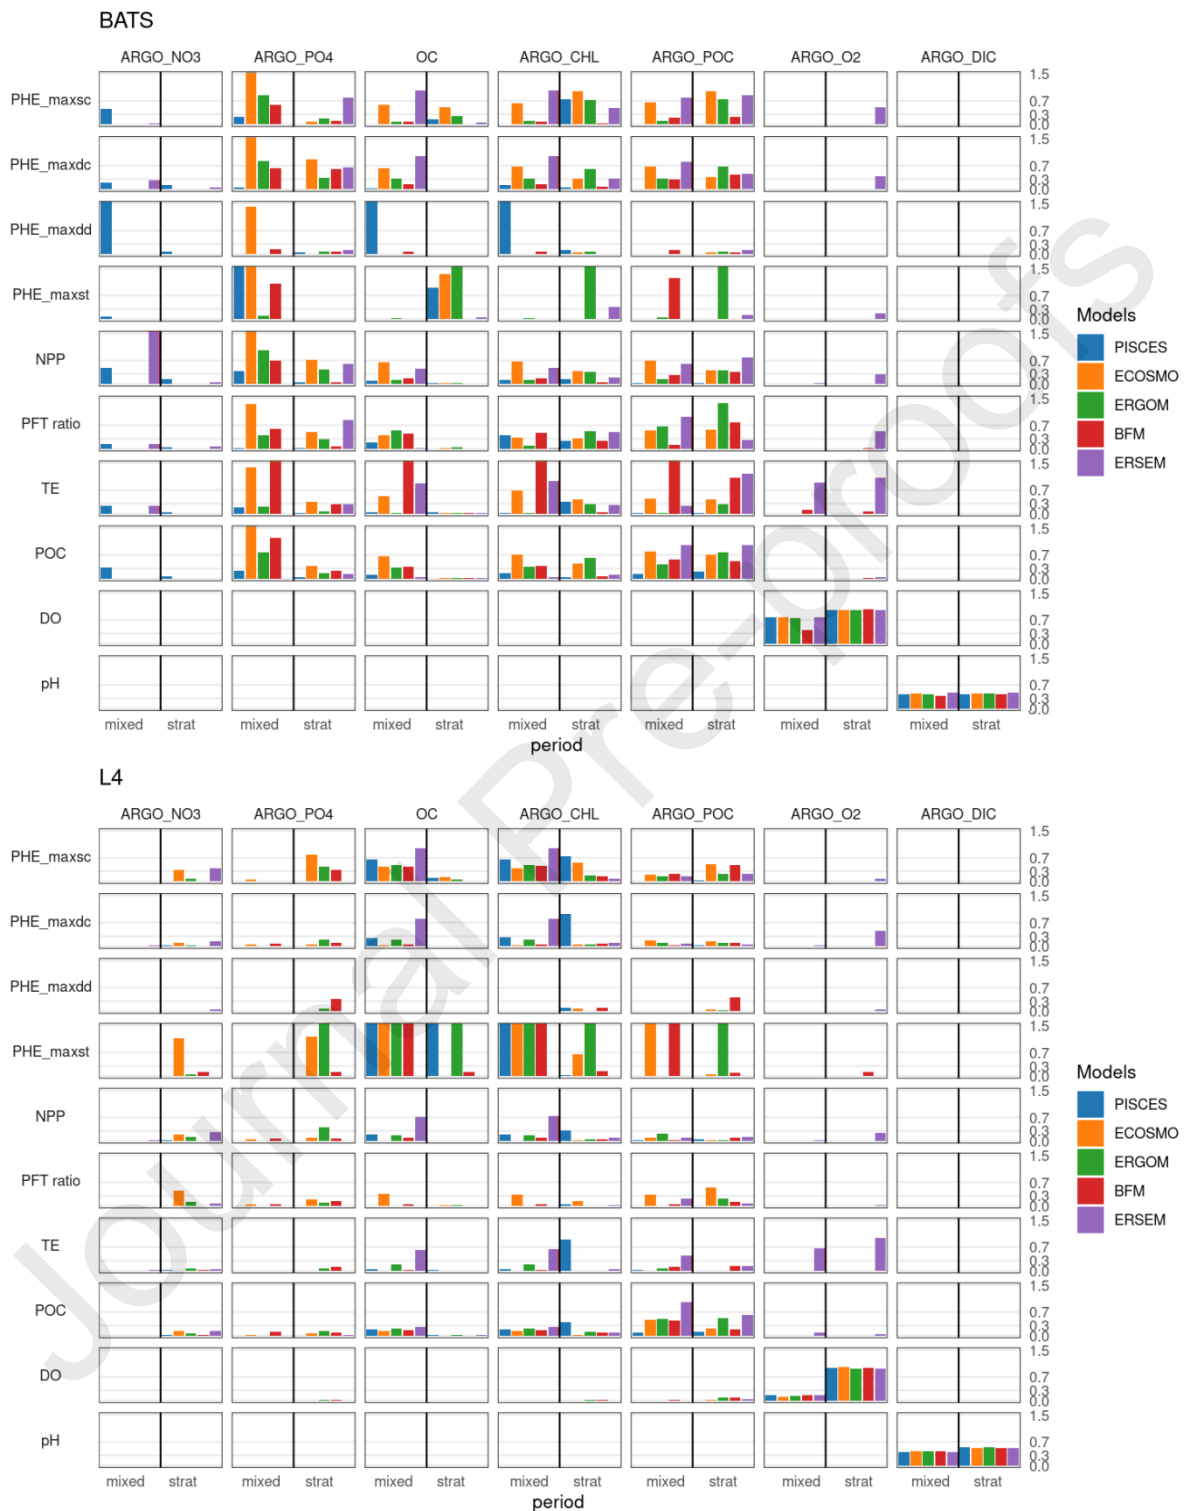 BATS
ARGO_NO3 ARGO_PO4 OC ARGO_CHL ARGO_POC ARGO_O2 ARGO_DIC
PHE_maxsc 1.5 0.7 0.3 0.0
PHE_maxdc 1.5 0.7 0.3 0.0
PHE_maxdd 1.5 0.7 0.3 0.0
PHE_maxst 1.5 0.7 0.3 0.0
NPP 1.5 0.7 0.3 0.0
PFT ratio 1.5 0.7 0.3 0.0
TE 1.5 0.7 0.3 0.0
POC 1.5 0.7 0.3 0.0
DO 1.5 0.7 0.3 0.0
pH 1.5 0.7 0.3 0.0
mixed strat mixed strat mixed strat mixed strat mixed strat mixed strat mixed strat
period
Models
PISCES
ECOSMO
ERGOM
BFM
ERSEM
L4
ARGO_NO3 ARGO_PO4 OC ARGO_CHL ARGO_POC ARGO_O2 ARGO_DIC
PHE_maxsc 1.5 0.7 0.3 0.0
PHE_maxdc 1.5 0.7 0.3 0.0
PHE_maxdd 1.5 0.7 0.3 0.0
PHE_maxst 1.5 0.7 0.3 0.0
NPP 1.5 0.7 0.3 0.0
PFT ratio 1.5 0.7 0.3 0.0
TE 1.5 0.7 0.3 0.0
POC 1.5 0.7 0.3 0.0
DO 1.5 0.7 0.3 0.0
pH 1.5 0.7 0.3 0.0
mixed strat mixed strat mixed strat mixed strat mixed strat mixed strat mixed strat
period
Models
PISCES
ECOSMO
ERGOM
BFM
ERSEM
Journal Pre-proofs